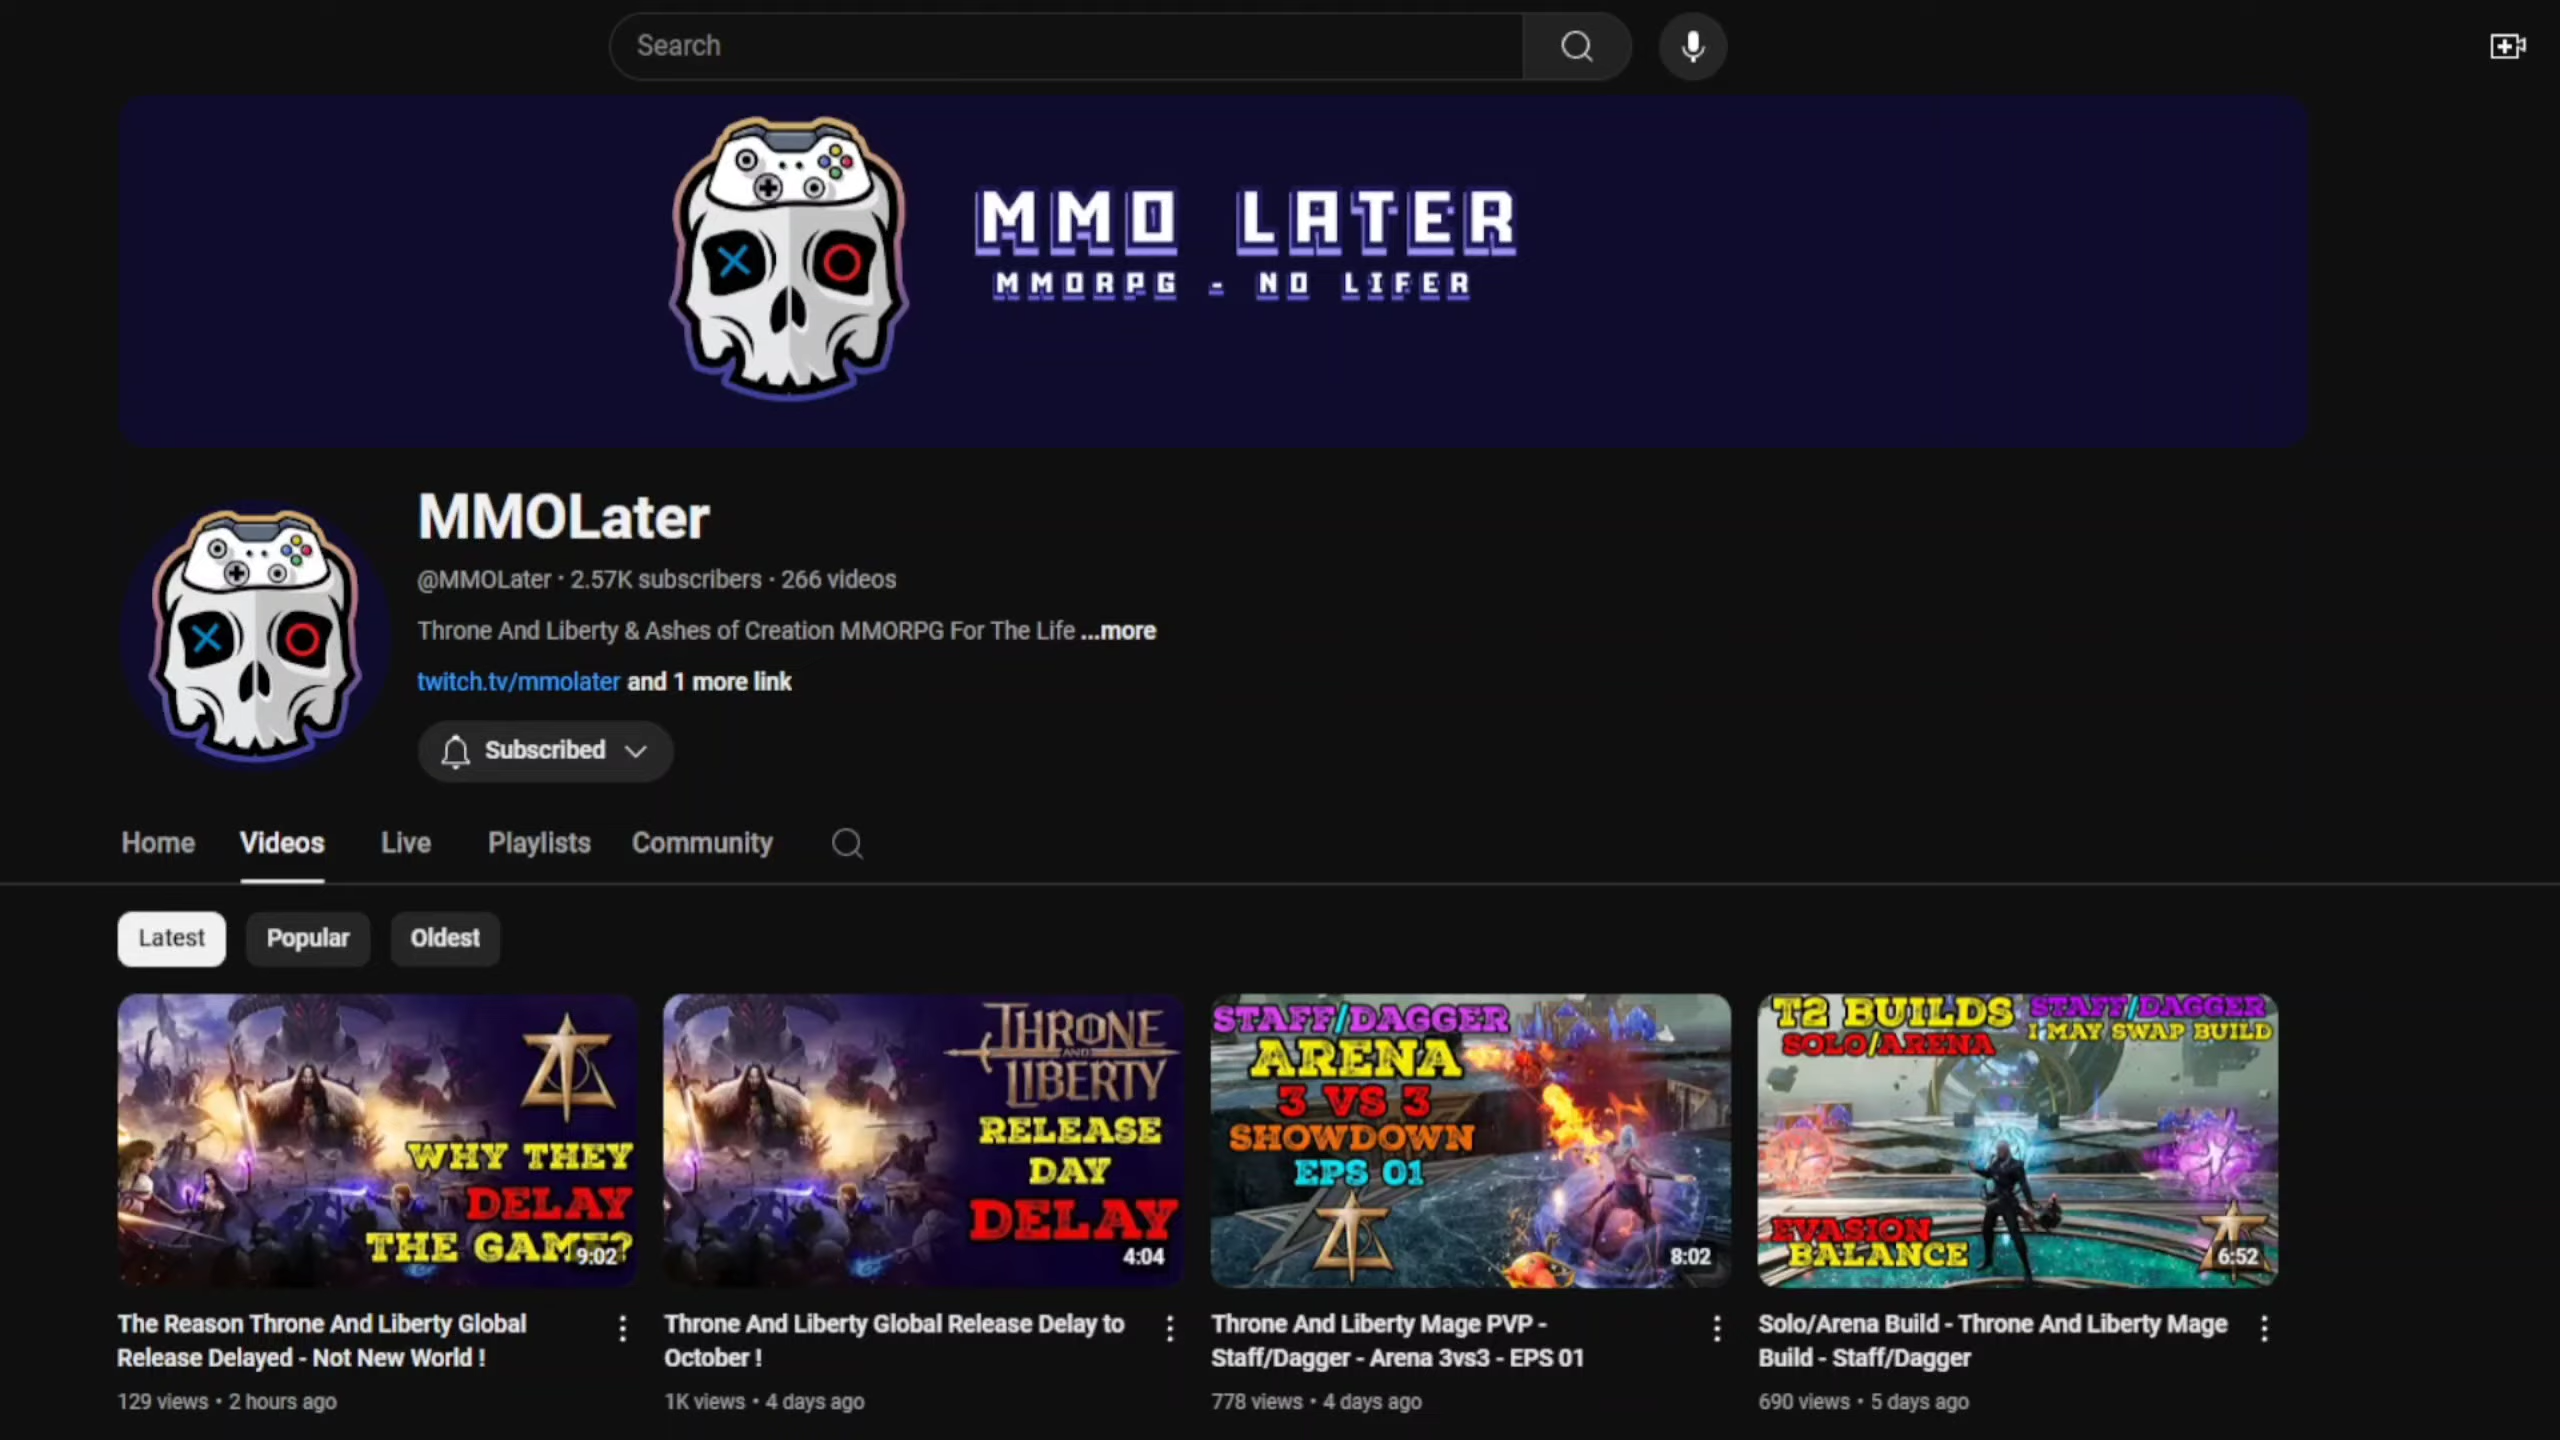 Search
MMO LATER
MMORPG - NO LIFER
MMOLater
@MMOLater · 2.57K subscribers · 266 videos
Throne And Liberty & Ashes of Creation MMORPG For The Life ...more
twitch.tv/mmolater and 1 more link
Subscribed
Home Videos Live Playlists Community
Latest Popular Oldest
WHY THEY
DELAY
THE GAME?
9:02
THRONE
AND
LIBERTY
RELEASE
DAY
DELAY
4:04
STAFF/DAGGER
ARENA
3 VS 3
SHOWDOWN
EPS 01
8:02
T2 BUILDS
SOLO/ARENA
STAFF/DAGGER
I MAY SWAP BUILD
EVASION
BALANCE
6:52
The Reason Throne And Liberty Global
Release Delayed - Not New World !
129 views · 2 hours ago
Throne And Liberty Global Release Delay to
October !
1K views · 4 days ago
Throne And Liberty Mage PVP -
Staff/Dagger - Arena 3vs3 - EPS 01
778 views · 4 days ago
Solo/Arena Build - Throne And Liberty Mage
Build - Staff/Dagger
690 views · 5 days ago